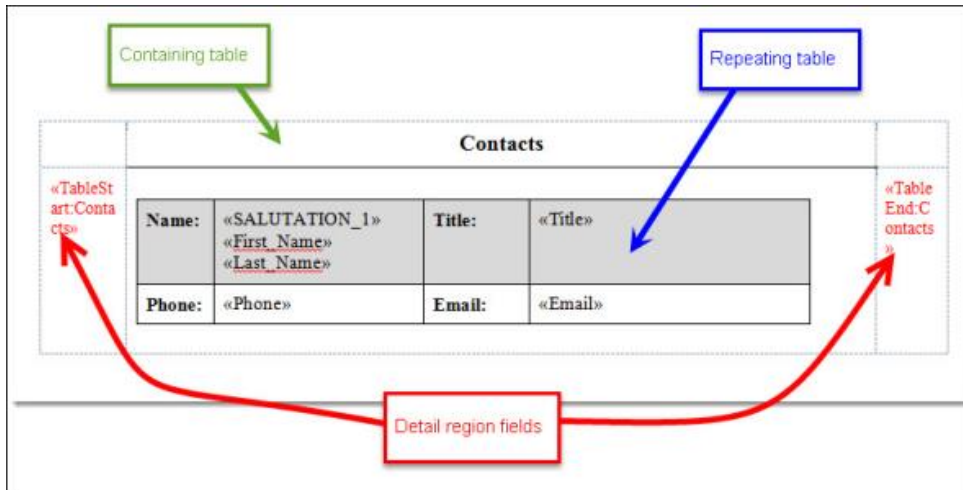 Containing table
Repeating table
Contacts
«TableSt
art:Conta
cts»
Name:
«SALUTATION_1»
«First_Name»
«Last_Name»
Title:
«Title»
«Table
End:C
ontacts
»
Phone:
«Phone»
Email:
«Email»
Detail region fields